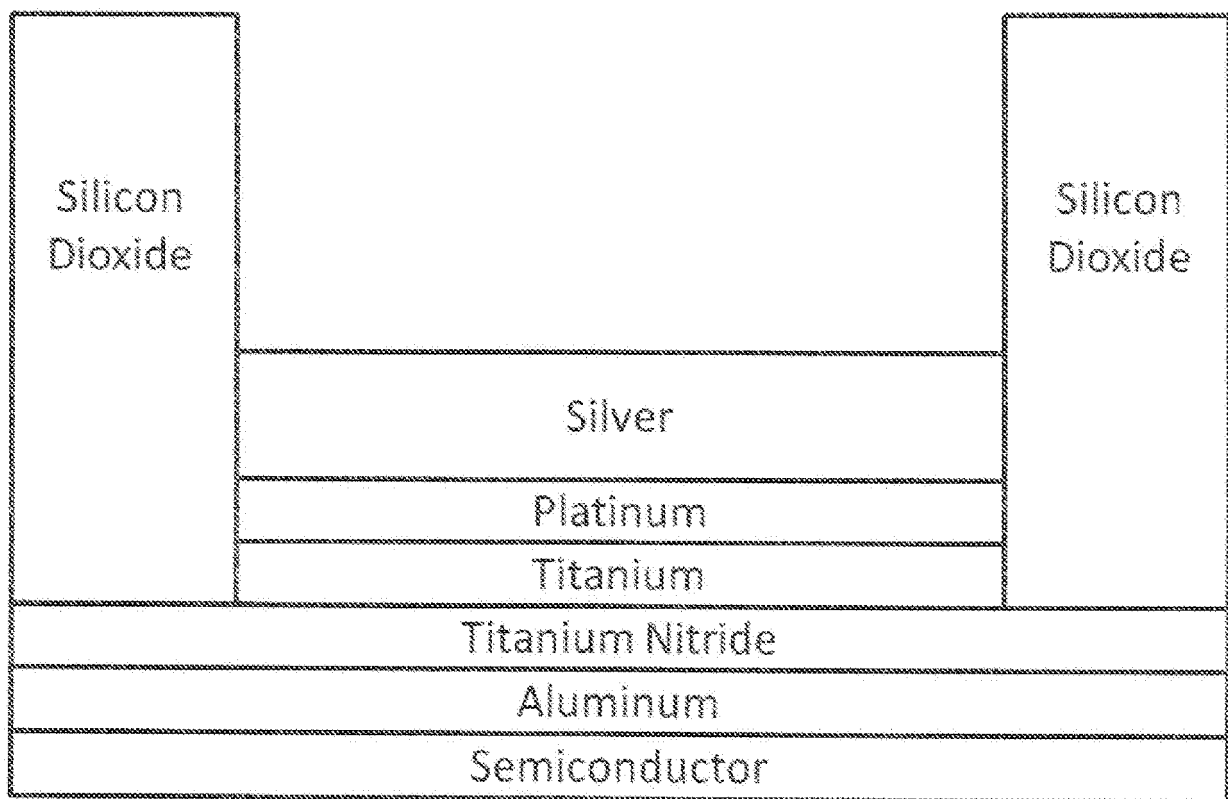 Silicon
Dioxide
Silicon
Dioxide
Silver
Platinum
Titanium
Titanium Nitride
Aluminum
Semiconductor